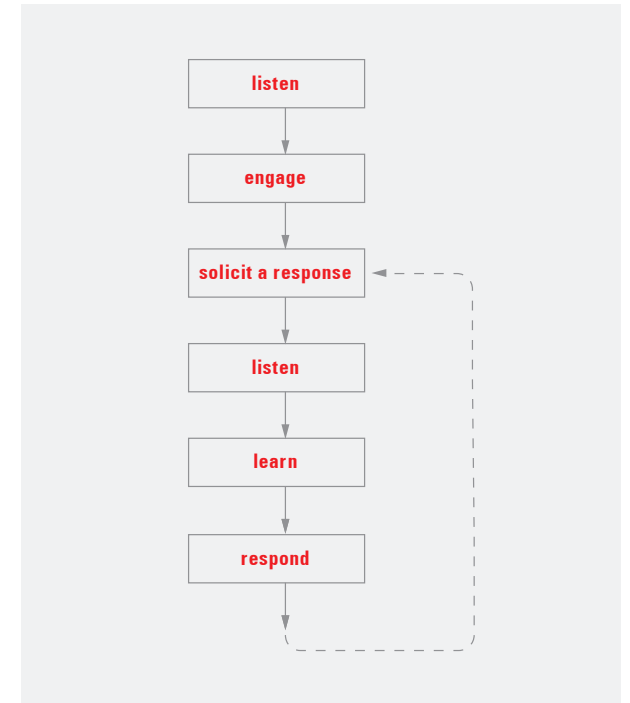 listen
engage
solicit a response
listen
learn
respond